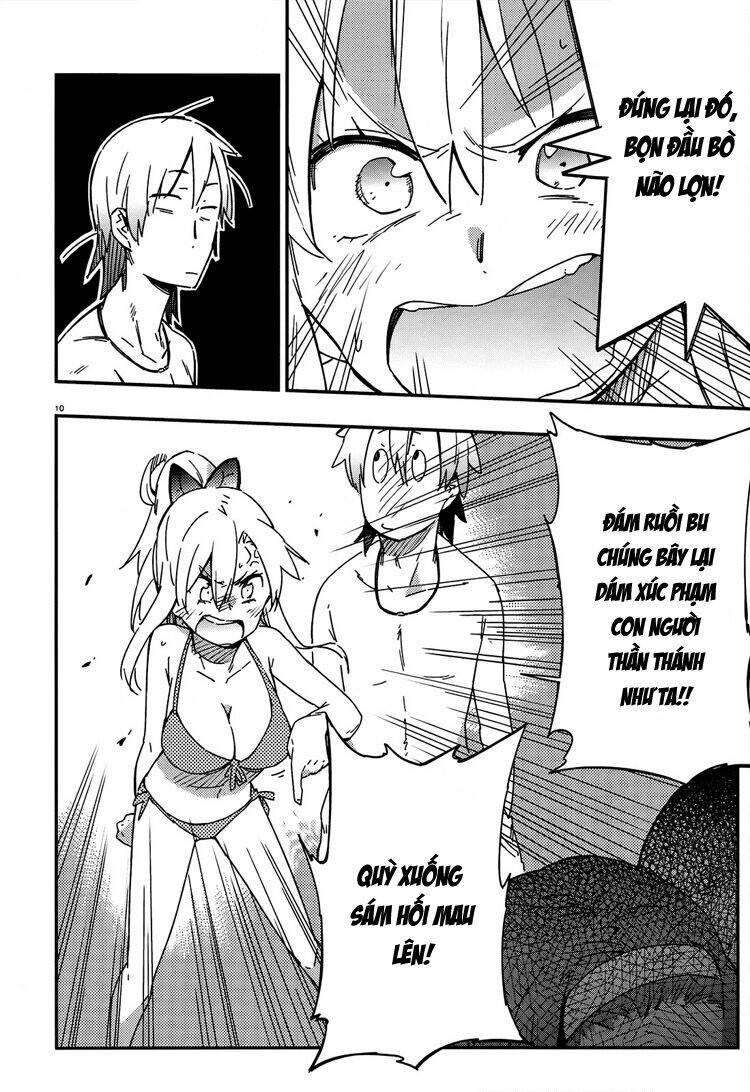 ĐỨNG LẠI ĐÓ,
BỌN ĐẦU BÒ
NÃO LỢN!
10
ĐÁM RUỒI BU
CHÚNG BÂY LẠI
DÁM XÚC PHẠM
CON NGƯỜI
THẦN THÁNH
NHƯ TA!!
QUỲ XUỐNG
SÁM HỐI MAU
LÊN!